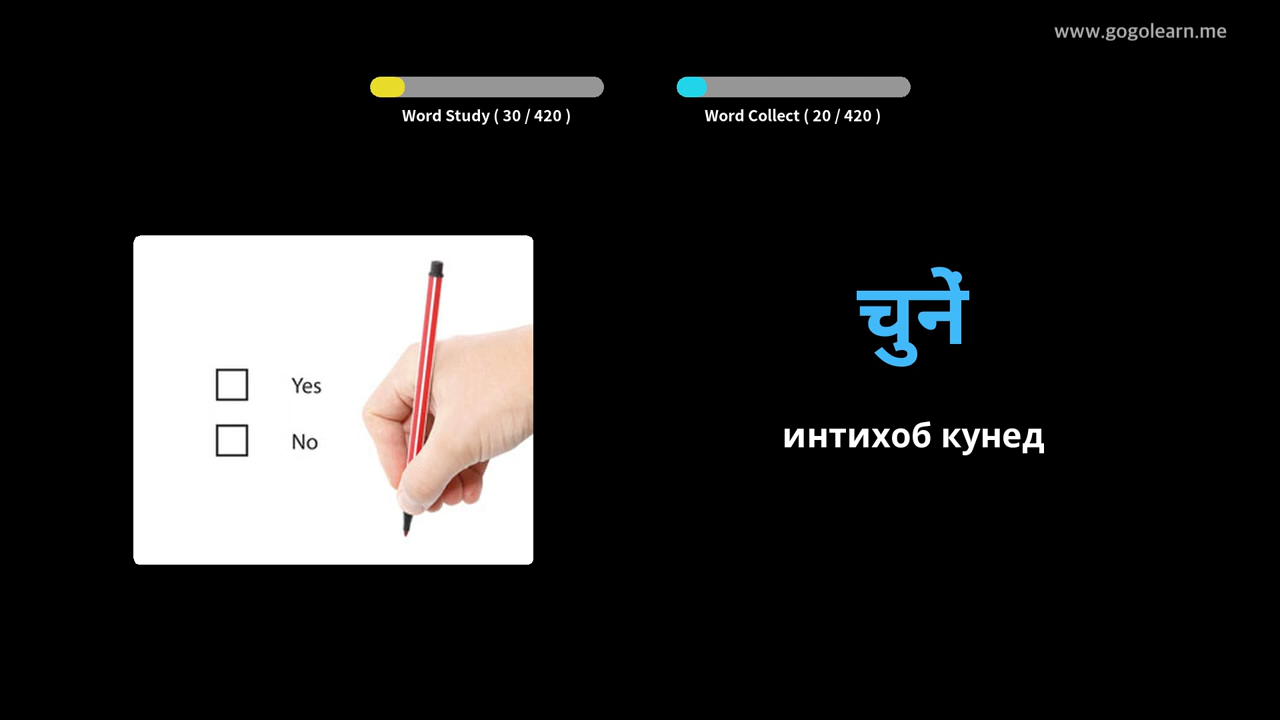 www.gogolearn.me
Word Study ( 30 / 420 )
Word Collect ( 20 / 420 )
Yes
No
चुनें
интихоб кунед